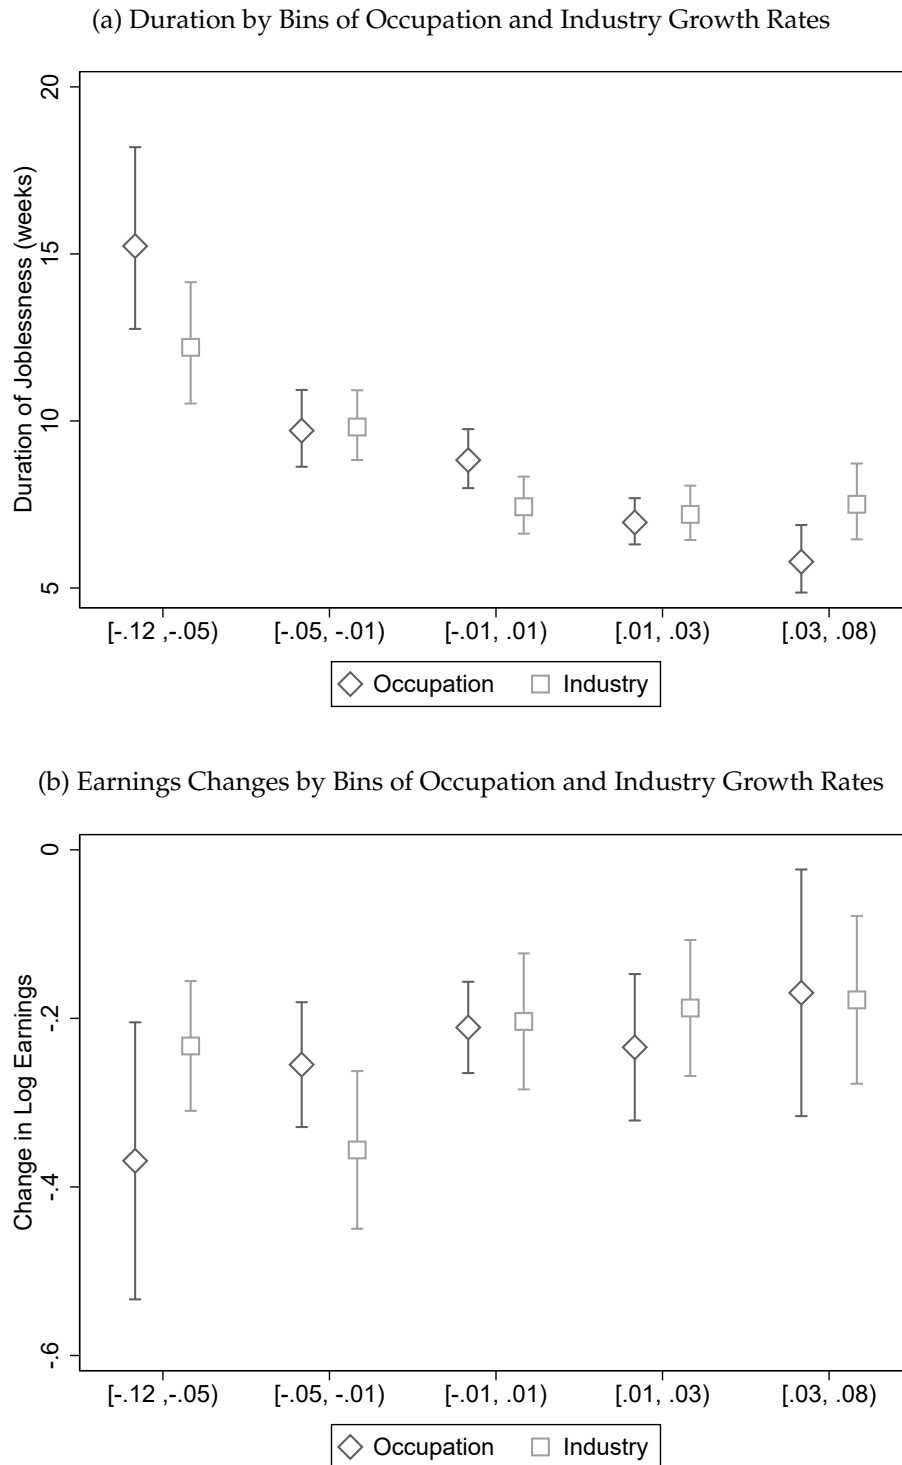 (a) Duration by Bins of Occupation and Industry Growth Rates
20
15
10
5
Duration of Joblessness (weeks)
[-.12 ,-.05) [-.05, -.01) [-.01, .01) [.01, .03) [.03, .08)
Occupation Industry
(b) Earnings Changes by Bins of Occupation and Industry Growth Rates
0
-.2
-.4
-.6
Change in Log Earnings
[-.12 ,-.05) [-.05, -.01) [-.01, .01) [.01, .03) [.03, .08)
Occupation Industry